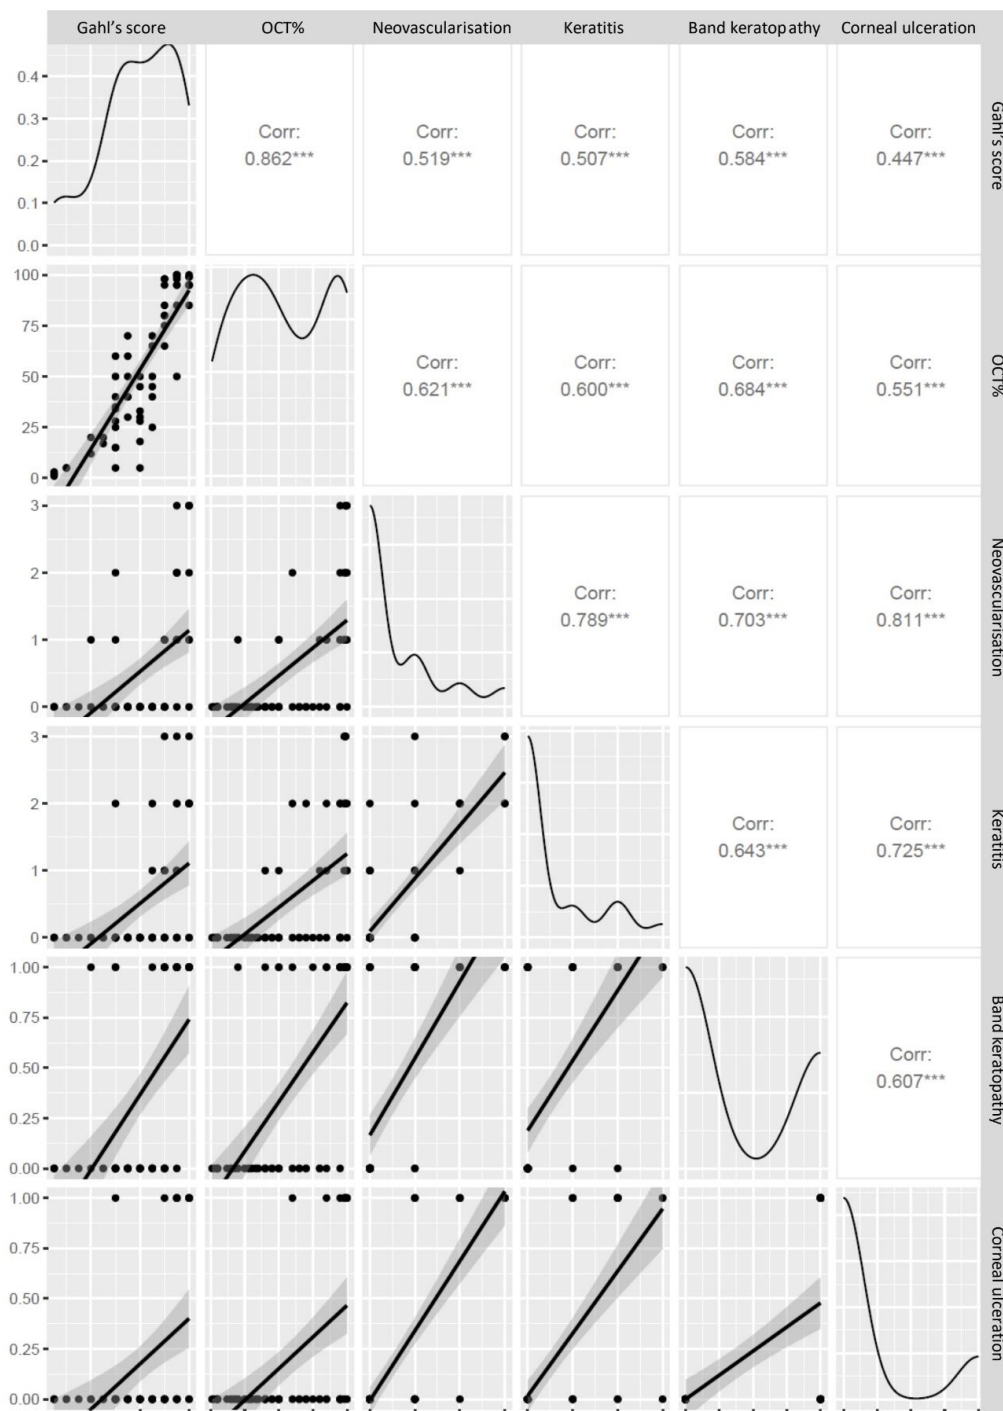 Gahl's score OCT% Neovascularisation Keratitis Band keratopathy Corneal ulceration
0.4
0.3
0.2
0.1
0.0
Corr: Corr: Corr: Corr: Corr:
0.862*** 0.519*** 0.507*** 0.584*** 0.447***
Gahl's score
100
75
50
25
0
Corr: Corr: Corr: Corr:
0.621*** 0.600*** 0.684*** 0.551***
OCT%
3
2
1
0
Corr: Corr: Corr:
0.789*** 0.703*** 0.811***
Neovascularisation
3
2
1
0
Corr: Corr:
0.643*** 0.725***
Keratitis
1.00
0.75
0.50
0.25
0.00
Corr:
0.607***
Band keratopathy
1.00
0.75
0.50
0.25
0.00
Corneal ulceration